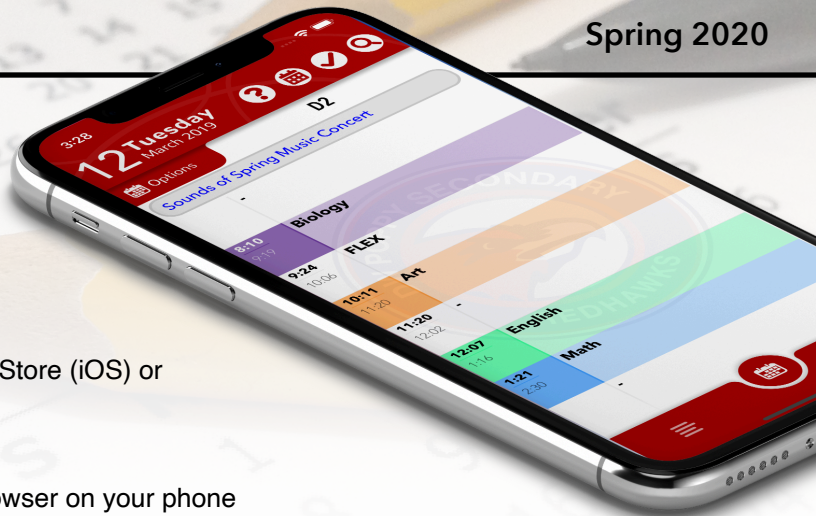 Spring 2020
3:28
12 Tuesday
March 2019
Options
D2
Sounds of Spring Music Concert
-
8:10 Biology
9:19
9:24 FLEX
10:06
10:11 Art
11:20
11:20 -
12:02
12:07 English
1:16
1:21 Math
2:30 -
SECONDARY
REDHAWKS
Store (iOS) or
owser on your phone